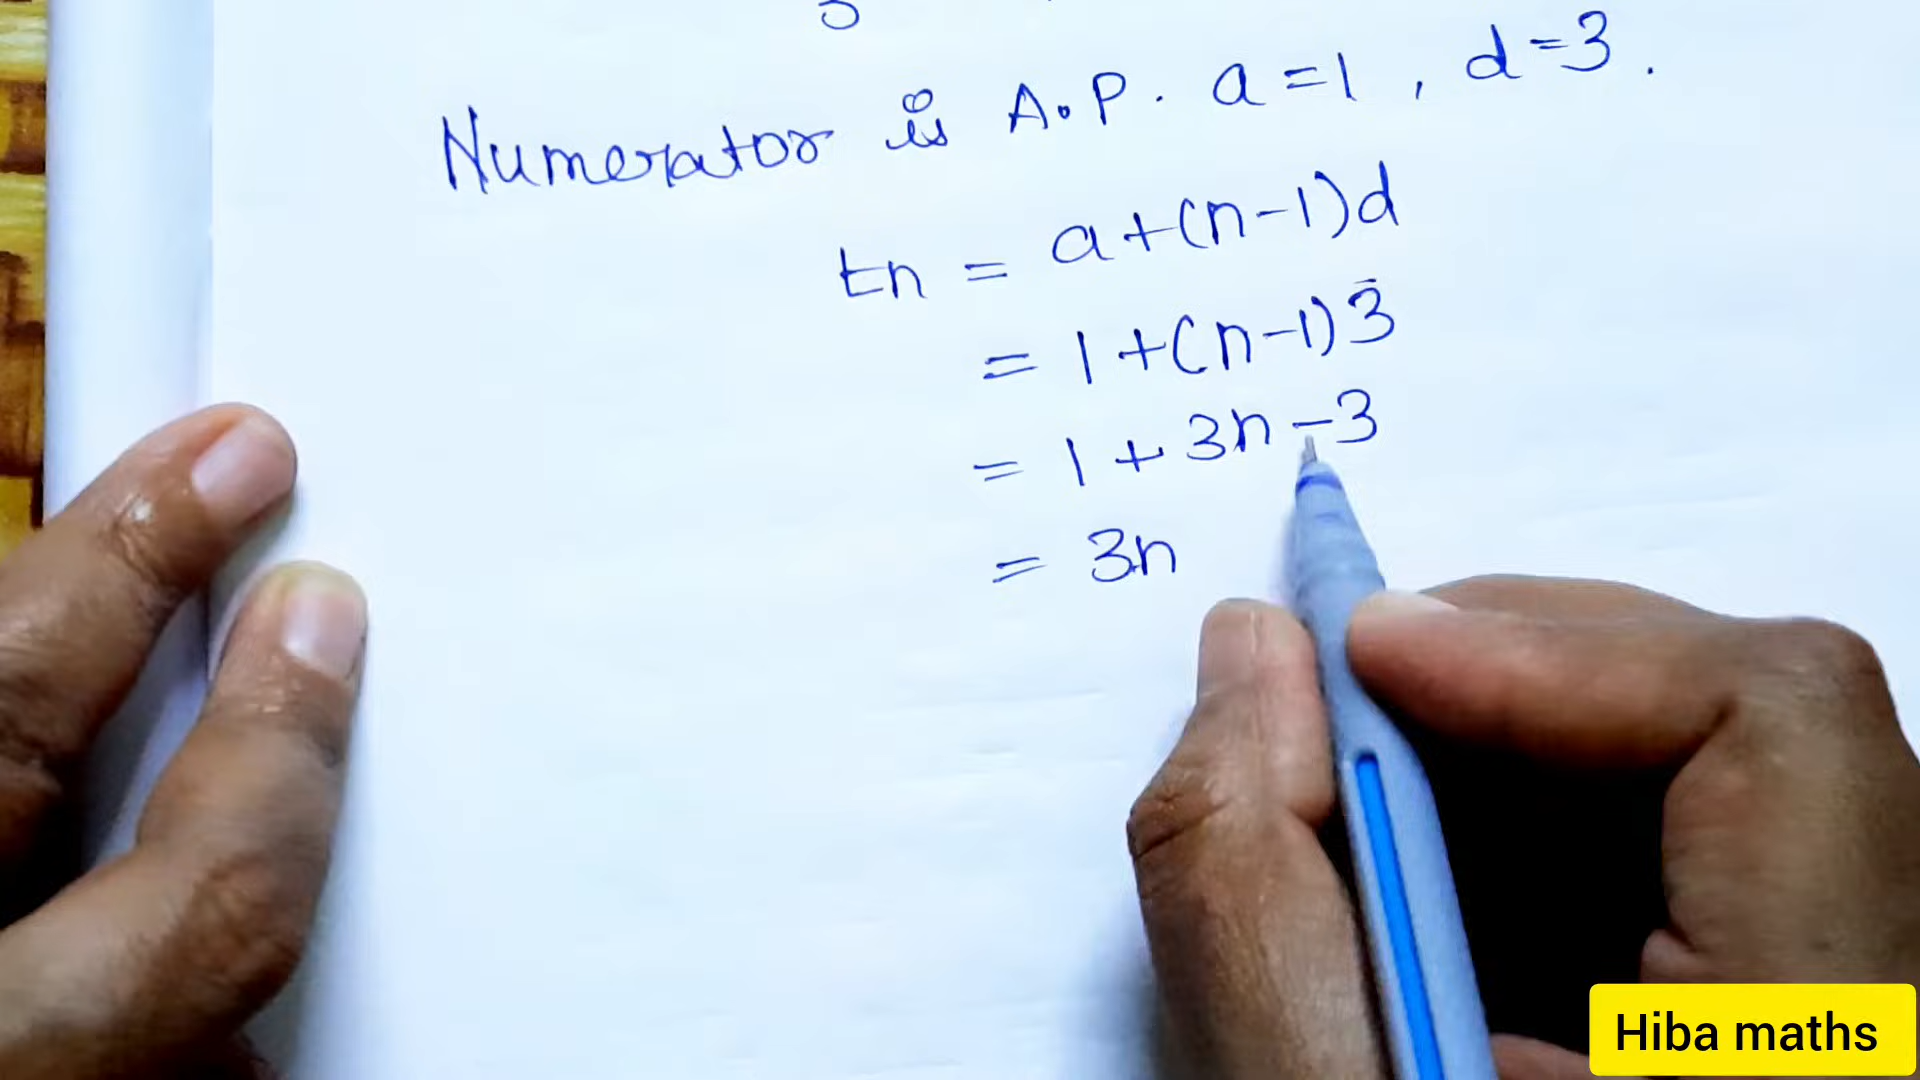 Numerator is A.P. a=1, d=3.
tn = a+(n-1)d
= 1+(n-1)3
= 1+3n-3
= 3n
Hiba maths